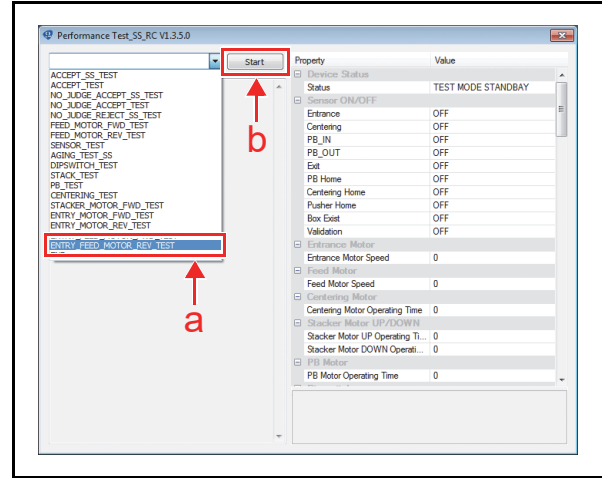 Performance Test_SS_RC V1.3.5.0
Start
ACCEPT_SS_TEST
ACCEPT_TEST
NO_JUDGE_ACCEPT_SS_TEST
NO_JUDGE_ACCEPT_TEST
NO_JUDGE_REJECT_SS_TEST
FEED_MOTOR_FWD_TEST
FEED_MOTOR_REV_TEST
SENSOR_TEST
AGING_TEST_SS
DIPSWITCH_TEST
STACK_TEST
PB_TEST
CENTERING_TEST
STACKER_MOTOR_FWD_TEST
ENTRY_MOTOR_FWD_TEST
ENTRY_MOTOR_REV_TEST
ENTRY_FEED_MOTOR_REV_TEST
a
b
Property Value
Device Status
Status TEST MODE STANDBAY
Sensor ON/OFF
Entrance OFF
Centering OFF
PB_IN OFF
PB_OUT OFF
Exit OFF
PB Home OFF
Centering Home OFF
Pusher Home OFF
Box Exist OFF
Validation OFF
Entrance Motor
Entrance Motor Speed 0
Feed Motor
Feed Motor Speed 0
Centering Motor
Centering Motor Operating Time 0
Stacker Motor UP/DOWN
Stacker Motor UP Operating Ti... 0
Stacker Motor DOWN Operati... 0
PB Motor
PB Motor Operating Time 0